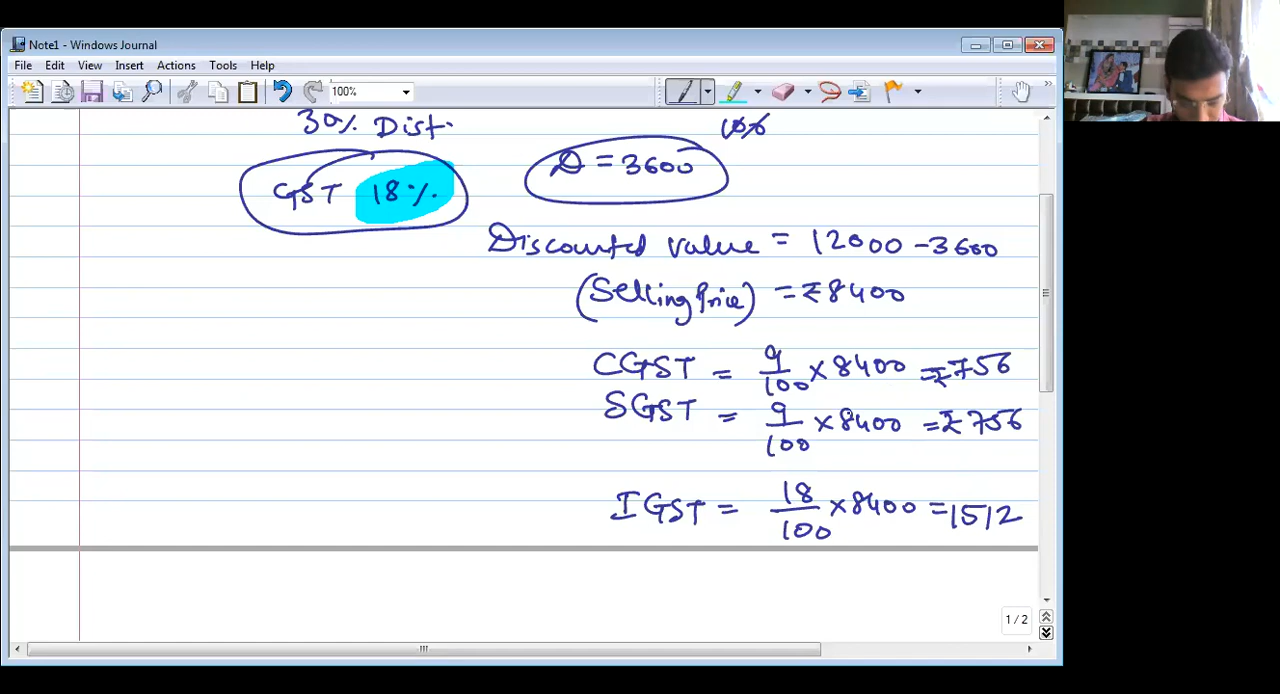 Note1 - Windows Journal
File Edit View Insert Actions Tools Help
100%
30% Dist.
GST 18%
D = 3600
Discounted value = 12000 - 3600
(Selling Price) = ₹8400
CGST = 9/100 × 8400 = ₹756
SGST = 9/100 × 8400 = ₹756
IGST = 18/100 × 8400 = 1512
1 / 2